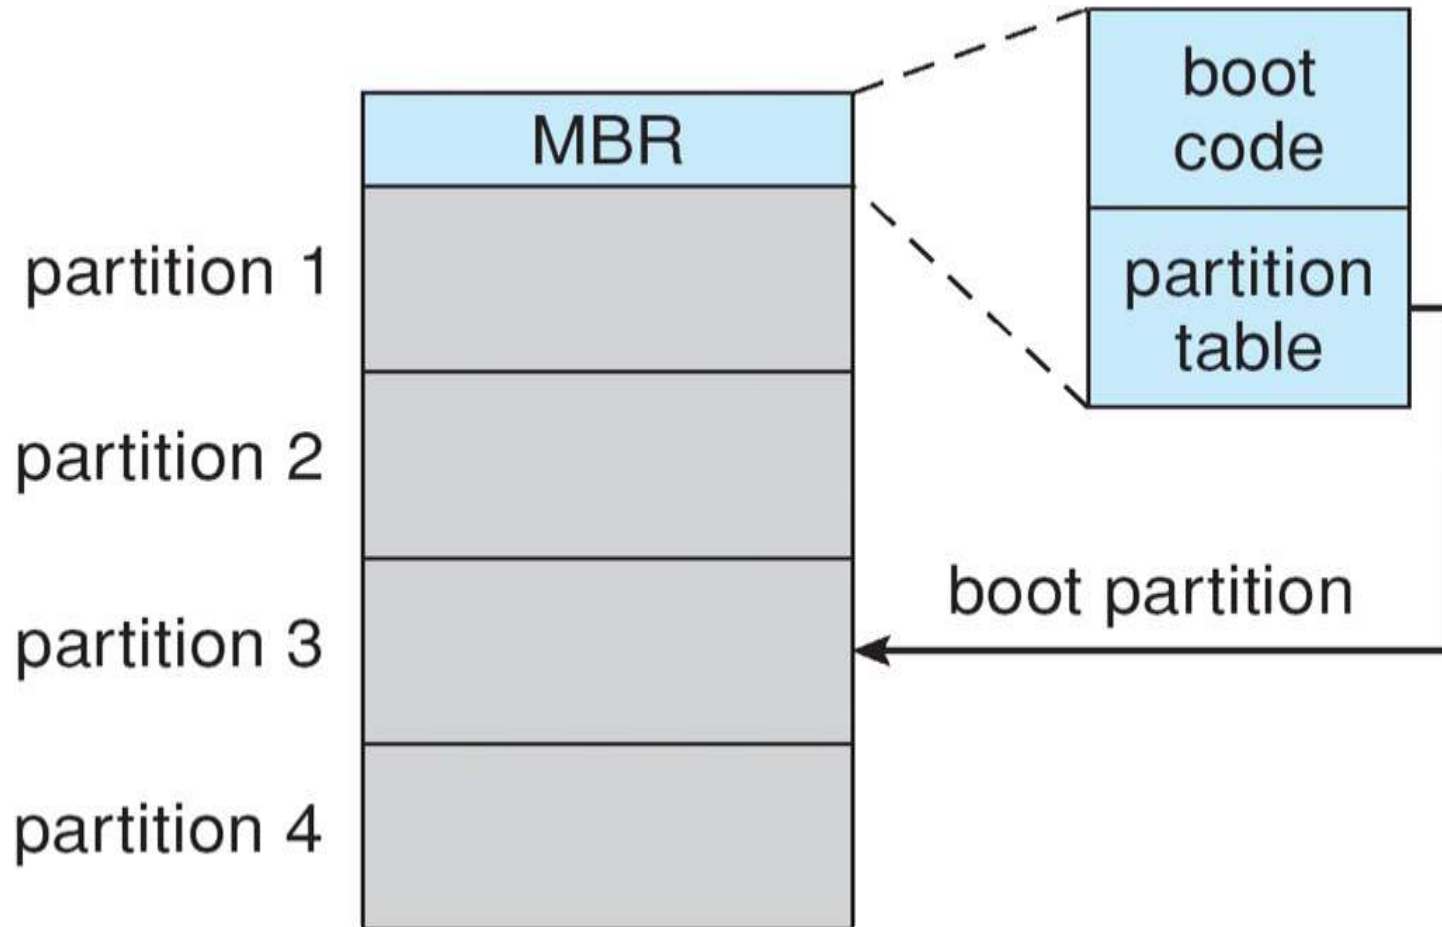 MBR
partition 1
partition 2
partition 3
partition 4
boot
code
partition
table
boot partition